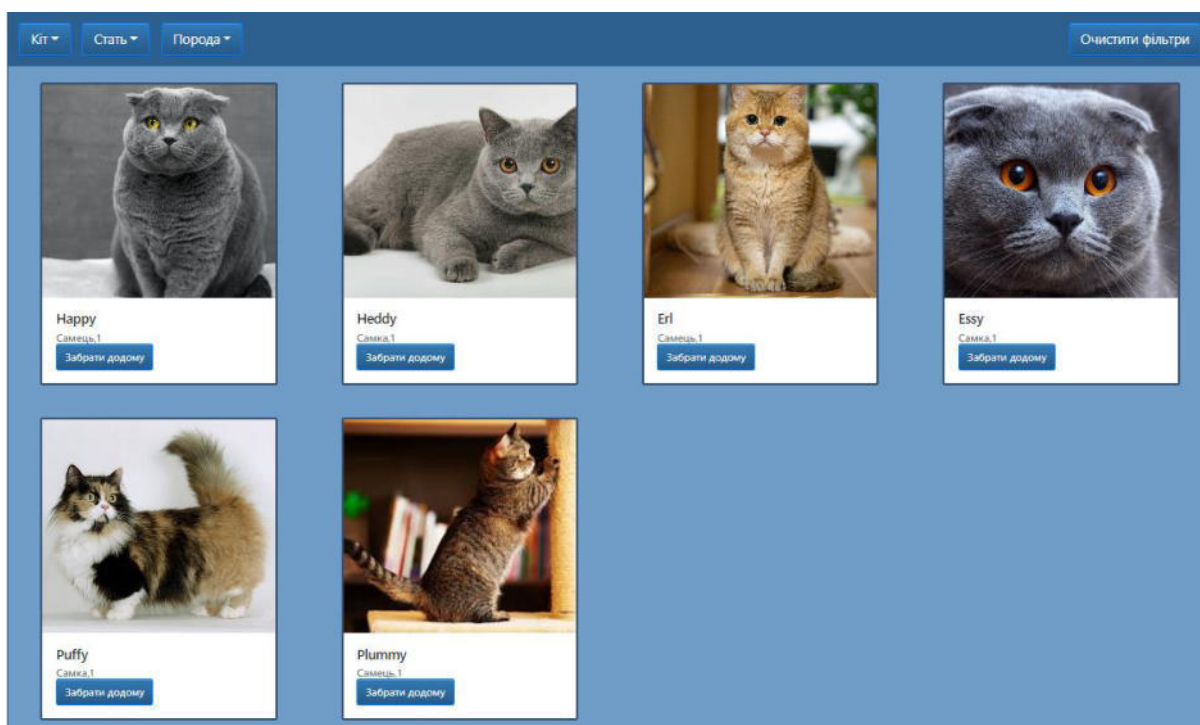 Кіт
Стать
Порода
Очистити фільтри
Happy
Самець,1
Забрати додому
Heddy
Самка,1
Забрати додому
Erl
Самець,1
Забрати додому
Essy
Самка,1
Забрати додому
Puffy
Самка,1
Забрати додому
Plummy
Самець,1
Забрати додому